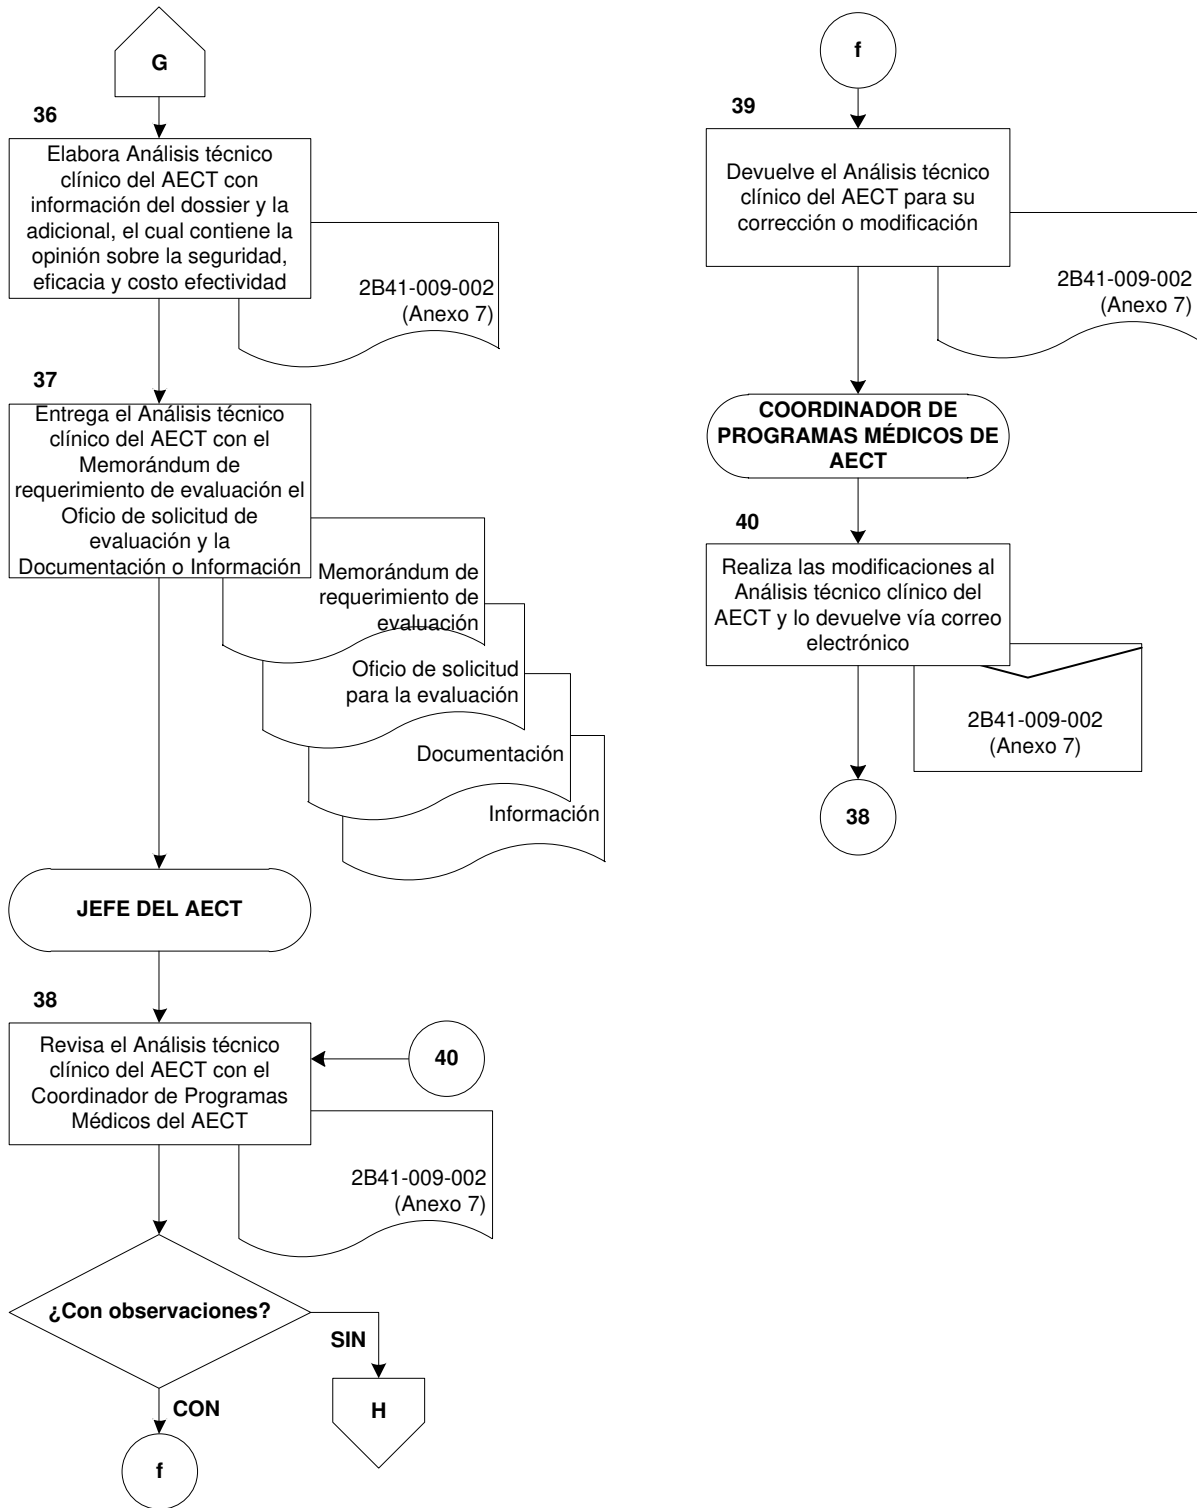 G
36
Elabora Análisis técnico
clínico del AECT con
información del dossier y la
adicional, el cual contiene la
opinión sobre la seguridad,
eficacia y costo efectividad
2B41-009-002
(Anexo 7)
37
Entrega el Análisis técnico
clínico del AECT con el
Memorándum de
requerimiento de evaluación el
Oficio de solicitud de
evaluación y la
Documentación o Información
Memorándum de
requerimiento de
evaluación
Oficio de solicitud
para la evaluación
Documentación
Información
JEFE DEL AECT
38
Revisa el Análisis técnico
clínico del AECT con el
Coordinador de Programas
Médicos del AECT
40
2B41-009-002
(Anexo 7)
¿Con observaciones?
SIN
H
CON
f
f
39
Devuelve el Análisis técnico
clínico del AECT para su
corrección o modificación
2B41-009-002
(Anexo 7)
COORDINADOR DE
PROGRAMAS MÉDICOS DE
AECT
40
Realiza las modificaciones al
Análisis técnico clínico del
AECT y lo devuelve vía correo
electrónico
2B41-009-002
(Anexo 7)
38